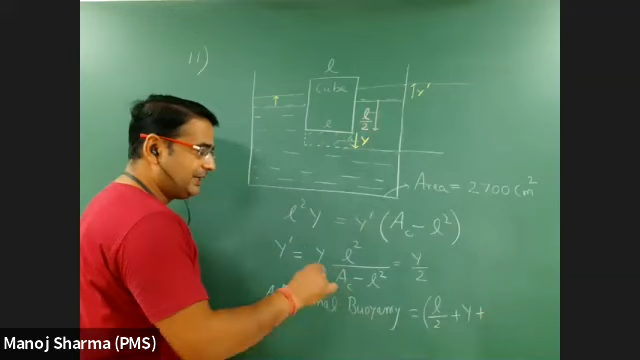 11)
l
Cube
l
l/2
y'
y
Area = 2700 cm²
l²y = y'(A_c - l²)
y' = y l²/(A_c - l²) = y/2
Buoyancy = (l/2 + y +
Manoj Sharma (PMS)